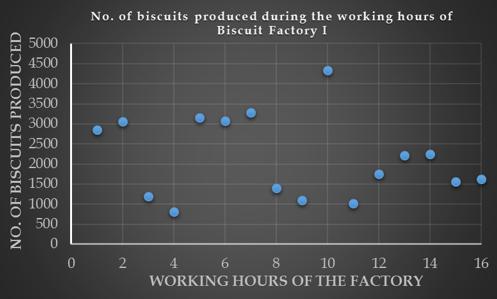 No. of biscuits produced during the working hours of
Biscuit Factory I
NO. OF BISCUITS PRODUCED
5000
4500
4000
3500
3000
2500
2000
1500
1000
500
0
0 2 4 6 8 10 12 14 16
WORKING HOURS OF THE FACTORY